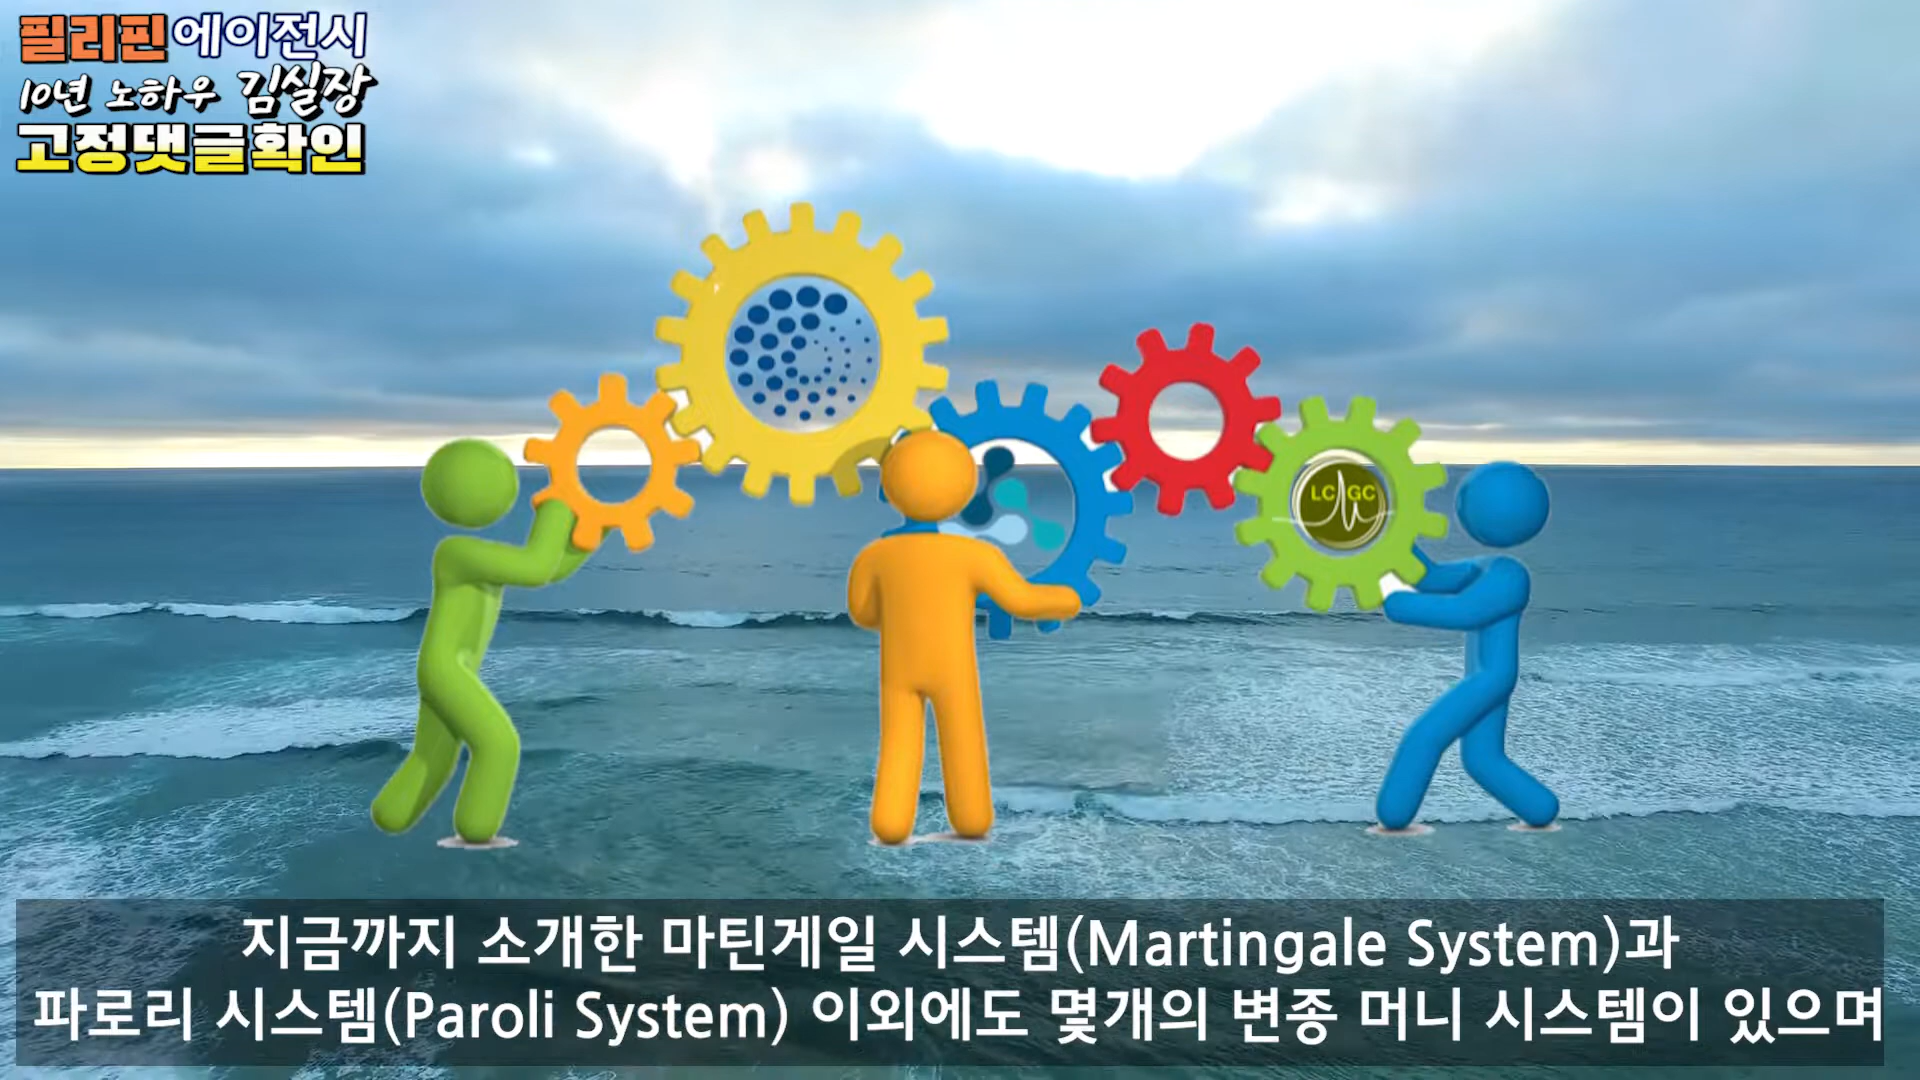 필리핀 에이전시
10년 노하우 김실장
고정댓글확인
LC GC
지금까지 소개한 마틴게일 시스템(Martingale System)과
파로리 시스템(Paroli System) 이외에도 몇개의 변종 머니 시스템이 있으며